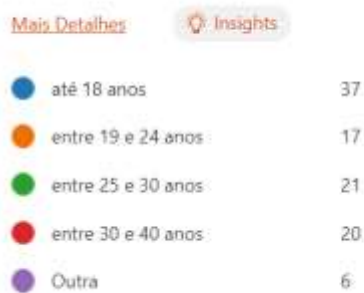 Mais Detalhes Insights
até 18 anos 37
entre 19 e 24 anos 17
entre 25 e 30 anos 21
entre 30 e 40 anos 20
Outra 6